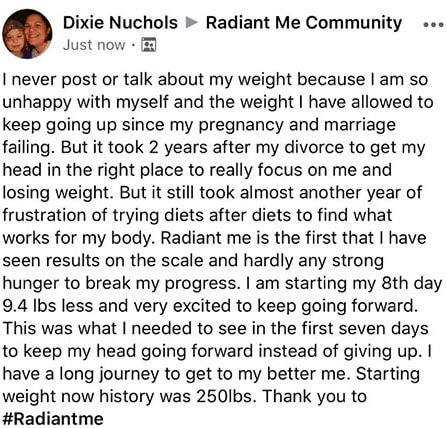 Dixie Nuchols ▶ Radiant Me Community
Just now ·
I never post or talk about my weight because I am so
unhappy with myself and the weight I have allowed to
keep going up since my pregnancy and marriage
failing. But it took 2 years after my divorce to get my
head in the right place to really focus on me and
losing weight. But it still took almost another year of
frustration of trying diets after diets to find what
works for my body. Radiant me is the first that I have
seen results on the scale and hardly any strong
hunger to break my progress. I am starting my 8th day
9.4 lbs less and very excited to keep going forward.
This was what I needed to see in the first seven days
to keep my head going forward instead of giving up. I
have a long journey to get to my better me. Starting
weight now history was 250lbs. Thank you to
#Radiantme